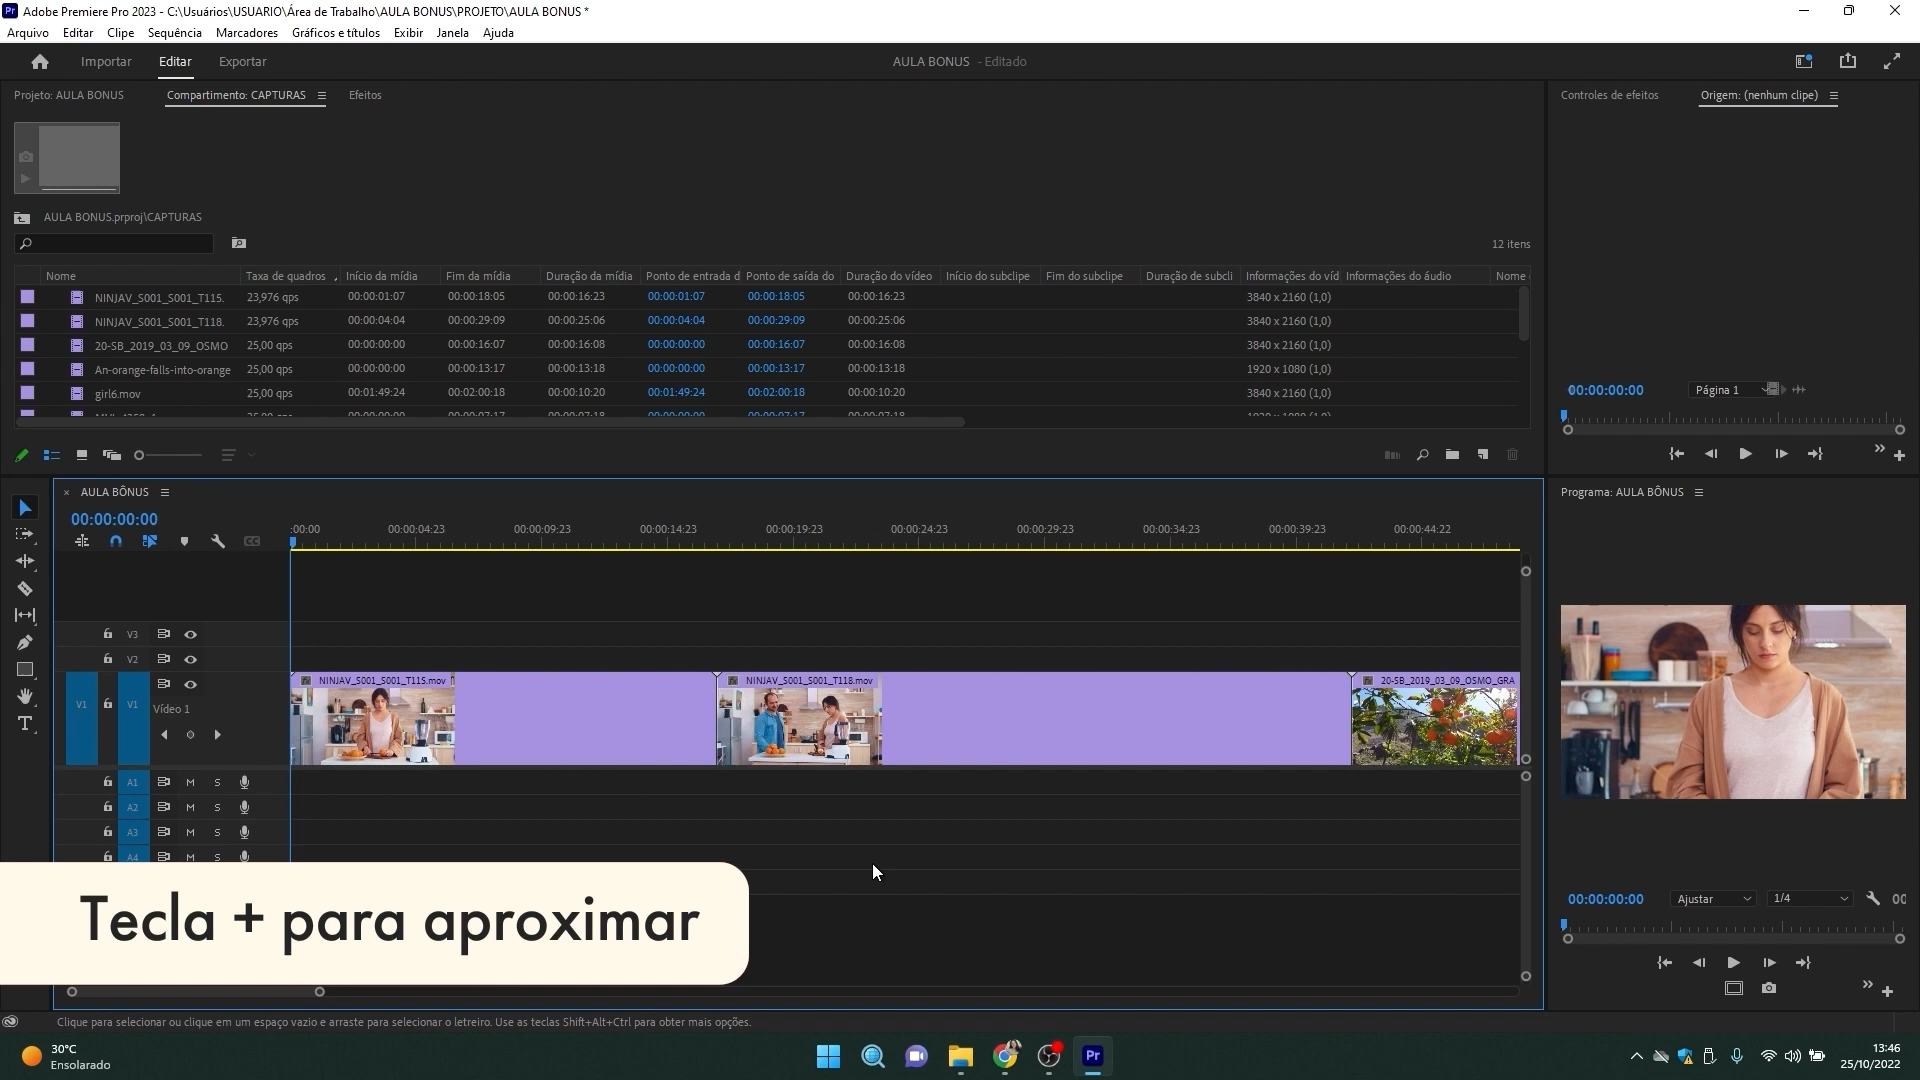 Adobe Premiere Pro 2023 - C:\Usuários\USUARIO\Área de Trabalho\AULA BONUS\PROJETO\AULA BONUS *
Arquivo Editar Clipe Sequência Marcadores Gráficos e títulos Exibir Janela Ajuda
Importar Editar Exportar
AULA BONUS - Editado
Projeto: AULA BONUS Compartimento: CAPTURAS Efeitos
Controles de efeitos Origem: (nenhum clipe)
AULA BONUS.prproj\CAPTURAS
12 itens
Nome Taxa de quadros Início da mídia Fim da mídia Duração da mídia Ponto de entrada d Ponto de saída do Duração do vídeo Início do subclipe Fim do subclipe Duração de subcli Informações do víd Informações do áudio Nome
NINJAV_S001_S001_T115. 23,976 qps 00:00:01:07 00:00:18:05 00:00:16:23 00:00:01:07 00:00:18:05 00:00:16:23 3840 x 2160 (1,0)
NINJAV_S001_S001_T118. 23,976 qps 00:00:04:04 00:00:29:09 00:00:25:06 00:00:04:04 00:00:29:09 00:00:25:06 3840 x 2160 (1,0)
20-SB_2019_03_09_OSMO 25,00 qps 00:00:00:00 00:00:16:07 00:00:16:08 00:00:00:00 00:00:16:07 00:00:16:08 3840 x 2160 (1,0)
An-orange-falls-into-orange 25,00 qps 00:00:00:00 00:00:13:17 00:00:13:18 00:00:00:00 00:00:13:17 00:00:13:18 1920 x 1080 (1,0)
girl6.mov 25,00 qps 00:01:49:24 00:02:00:18 00:00:10:20 00:01:49:24 00:02:00:18 00:00:10:20 3840 x 2160 (1,0)
00:00:00:00 Página 1
AULA BÔNUS
Programa: AULA BÔNUS
00:00:00:00
:00:00 00:00:04:23 00:00:09:23 00:00:14:23 00:00:19:23 00:00:24:23 00:00:29:23 00:00:34:23 00:00:39:23 00:00:44:22
V3
V2
NINJAV_S001_S001_T115.mov NINJAV_S001_S001_T118.mov 20-SB_2019_03_09_OSMO_GRA
V1 V1 Vídeo 1
A1 M S
A2 M S
A3 M S
A4 M S
Tecla + para aproximar
00:00:00:00 Ajustar 1/4 00
Clique para selecionar ou clique em um espaço vazio e arraste para selecionar o letreiro. Use as teclas Shift+Alt+Ctrl para obter mais opções.
30°C
Ensolarado
Pr
13:46
25/10/2022